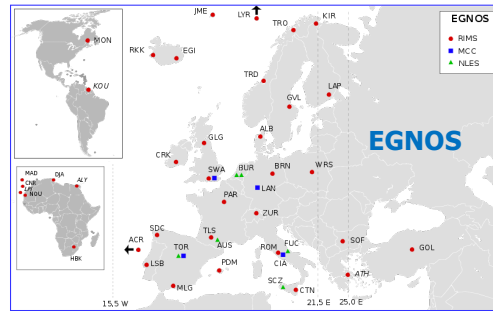 JME
LYR
TRO
KIR
EGNOS
RIMS
MCC
NLES
MON
RKK
EGI
KOU
TRD
LAP
GVL
EGNOS
GLG
ALB
CRK
SWA
BUR
BRN
WRS
LAN
PAR
ZUR
MAD
DJA
ALY
CNR
LPI
NOU
HBK
SDC
ACR
TLS
AUS
TOR
ROM
FUC
CIA
SOF
GOL
LSB
PDM
ATH
MLG
SCZ
CTN
15,5 W
21,5 E
25,0 E